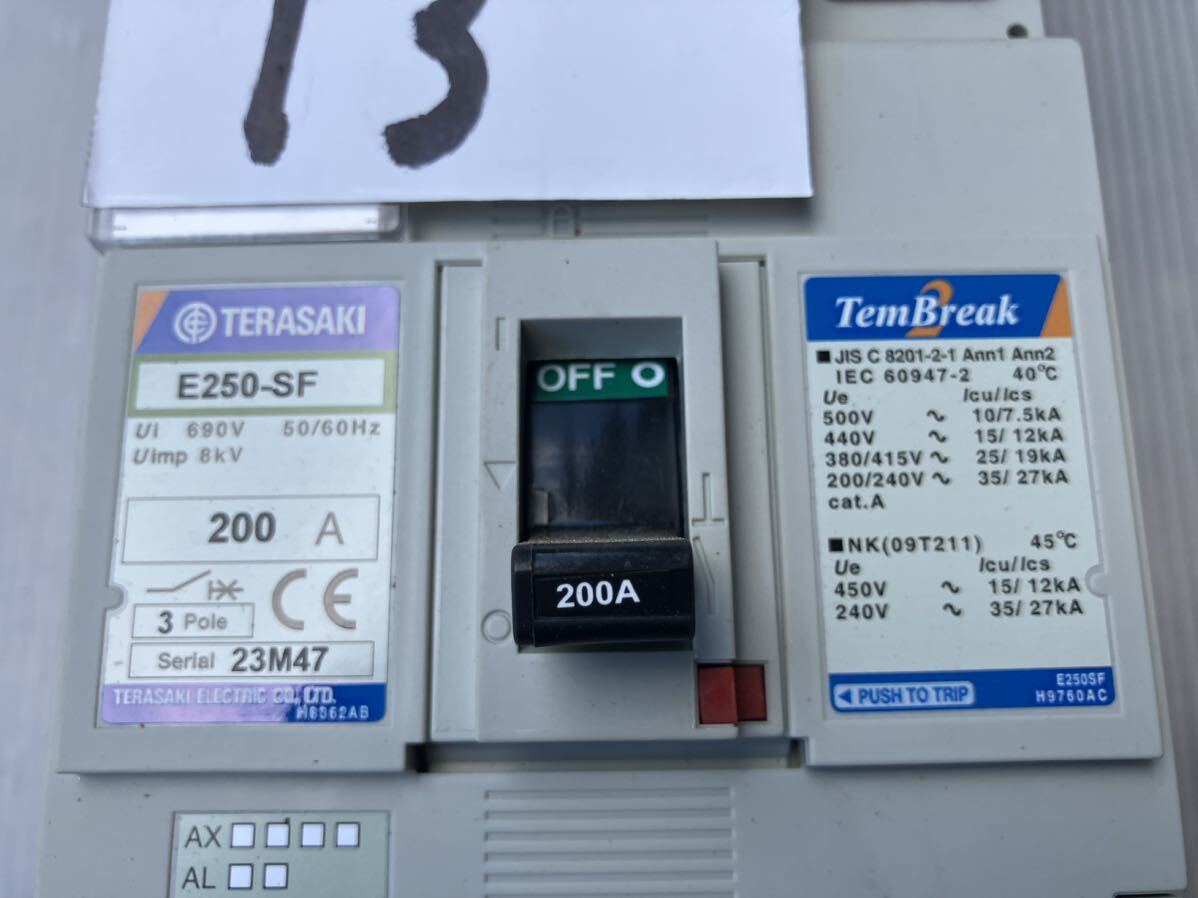 13
TERASAKI
E250-SF
Ui 690V 50/60Hz
Uimp 8kV
200 A
3 Pole
Serial 23M47
TERASAKI ELECTRIC CO., LTD.
H8362AB
AX
AL
I
OFF O
200A
TemBreak 2
■JIS C 8201-2-1 Ann1 Ann2
IEC 60947-2 40℃
Ue Icu/Ics
500V ~ 10/7.5kA
440V ~ 15/ 12kA
380/415V ~ 25/ 19kA
200/240V ~ 35/ 27kA
cat.A
■NK(09T211) 45℃
Ue Icu/Ics
450V ~ 15/ 12kA
240V ~ 35/ 27kA
◀ PUSH TO TRIP
E250SF
H9760AC